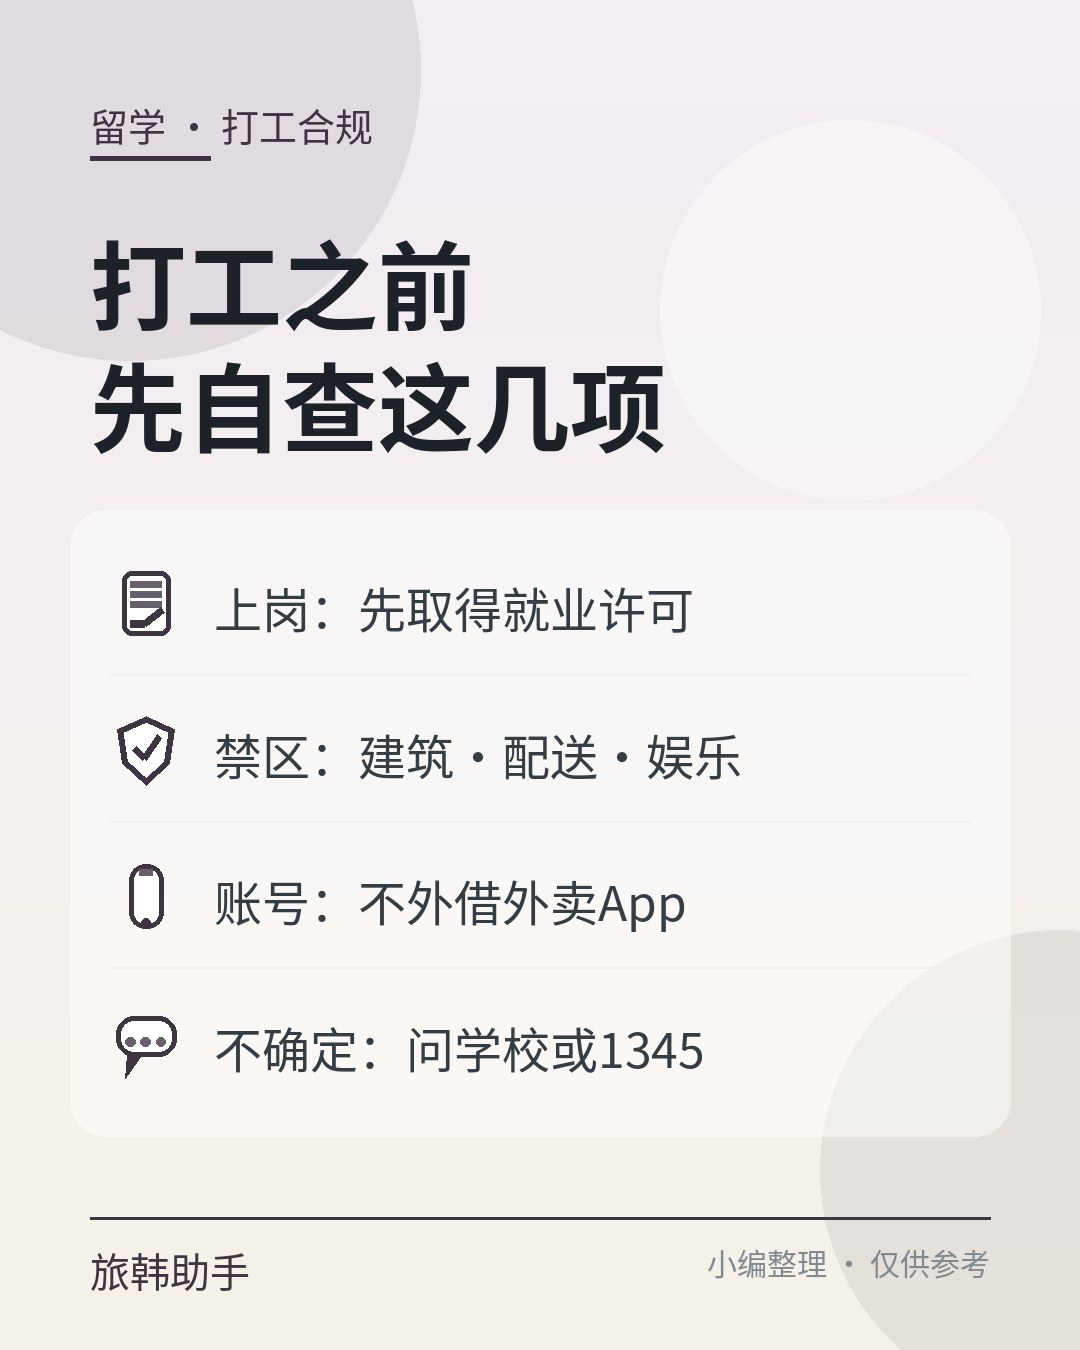 留学 · 打工合规
打工之前
先自查这几项
上岗：先取得就业许可
禁区：建筑·配送·娱乐
账号：不外借外卖App
不确定：问学校或1345
旅韩助手
小编整理 · 仅供参考